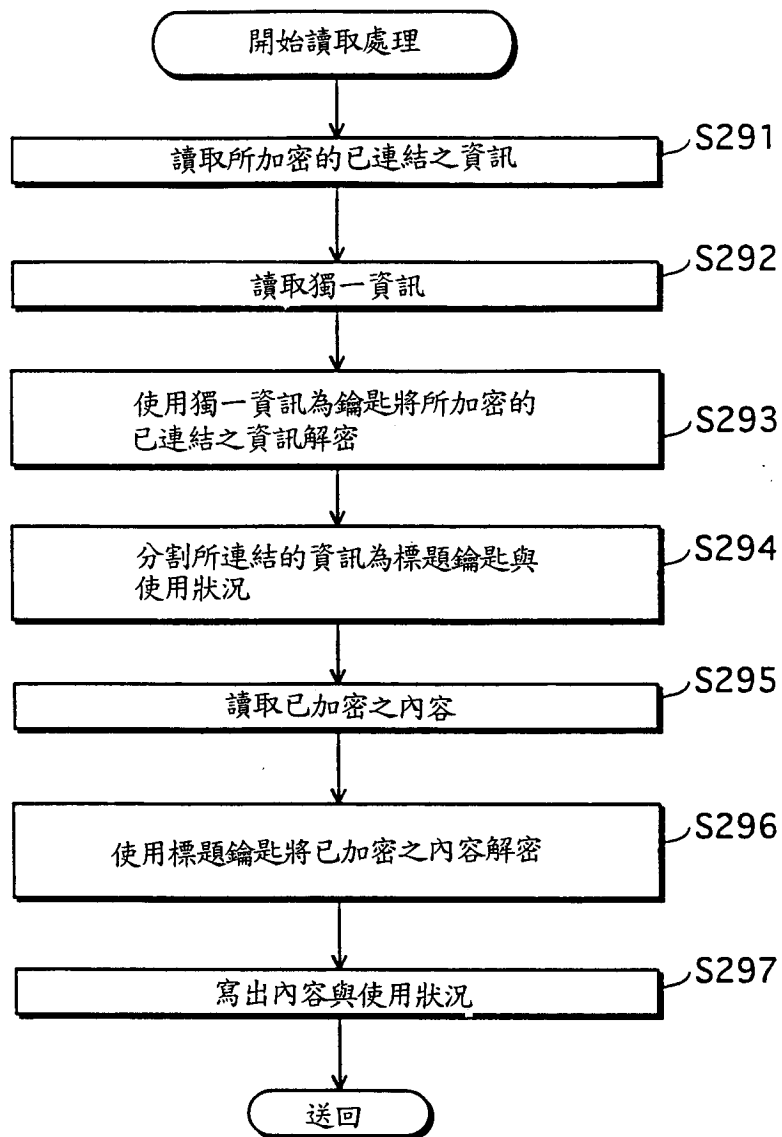 開始讀取處理
S291
讀取所加密的已連結之資訊
S292
讀取獨一資訊
使用獨一資訊為鑰匙將所加密的
已連結之資訊解密
S293
分割所連結的資訊為標題鑰匙與
使用狀況
S294
S295
讀取已加密之內容
使用標題鑰匙將已加密之內容解密
S296
S297
寫出內容與使用狀況
送回